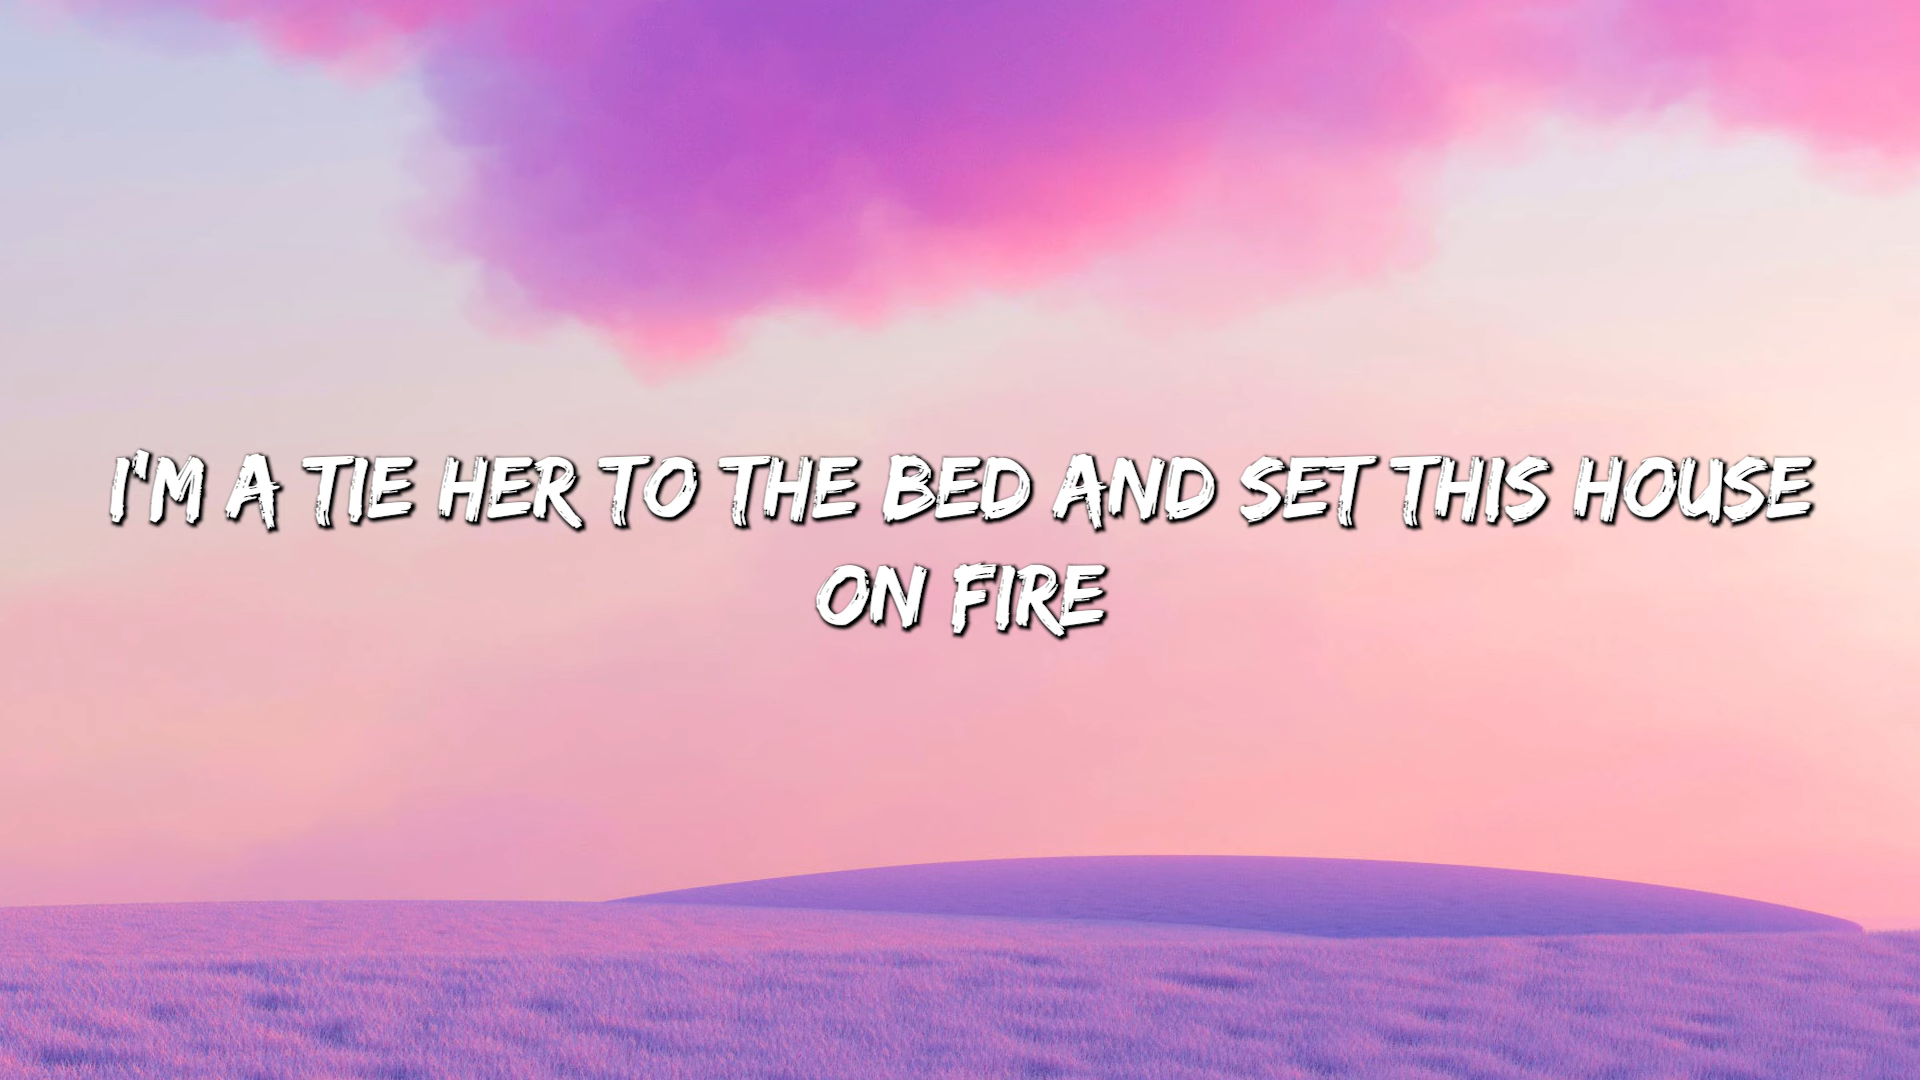 I'M A TIE HER TO THE BED AND SET THIS HOUSE
ON FIRE